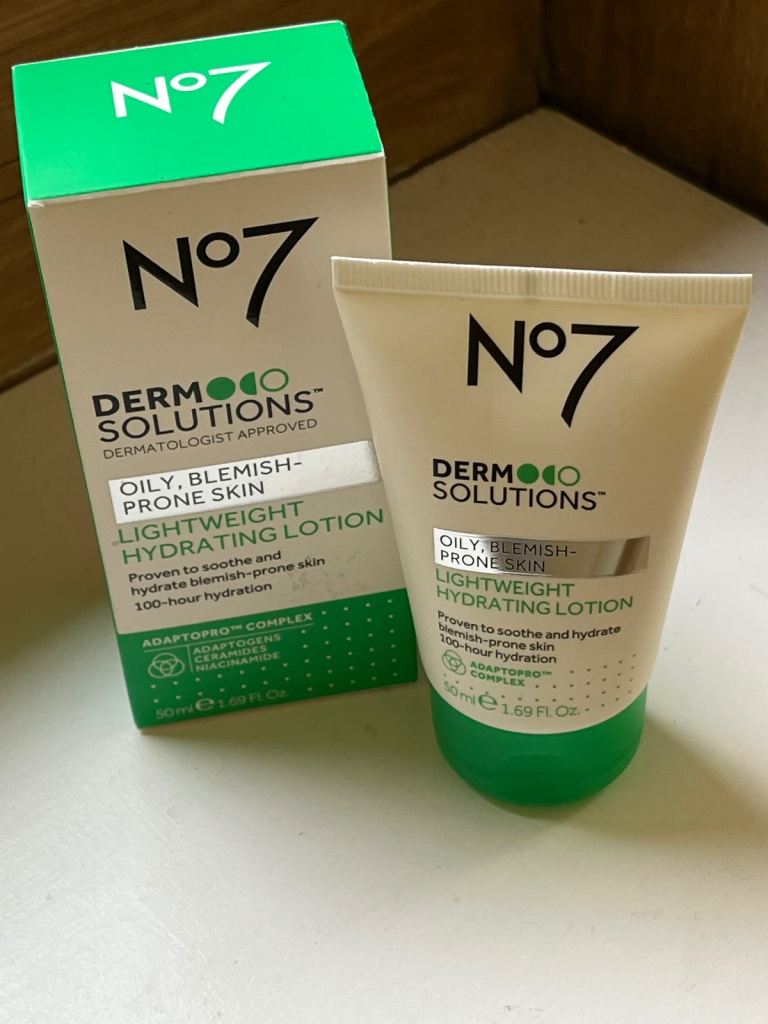 Nº7
Nº7
DERM
SOLUTIONS™
DERMATOLOGIST APPROVED
OILY, BLEMISH-
PRONE SKIN
LIGHTWEIGHT
HYDRATING LOTION
Proven to soothe and
hydrate blemish-prone skin
100-hour hydration
ADAPTOPRO™ COMPLEX
ADAPTOGENS
CERAMIDES
NIACINAMIDE
50 ml ℮ 1.69 Fl. Oz.
Nº7
DERM
SOLUTIONS™
OILY, BLEMISH-
PRONE SKIN
LIGHTWEIGHT
HYDRATING LOTION
Proven to soothe and hydrate
blemish-prone skin
100-hour hydration
ADAPTOPRO™
COMPLEX
50 ml ℮ 1.69 Fl. Oz.